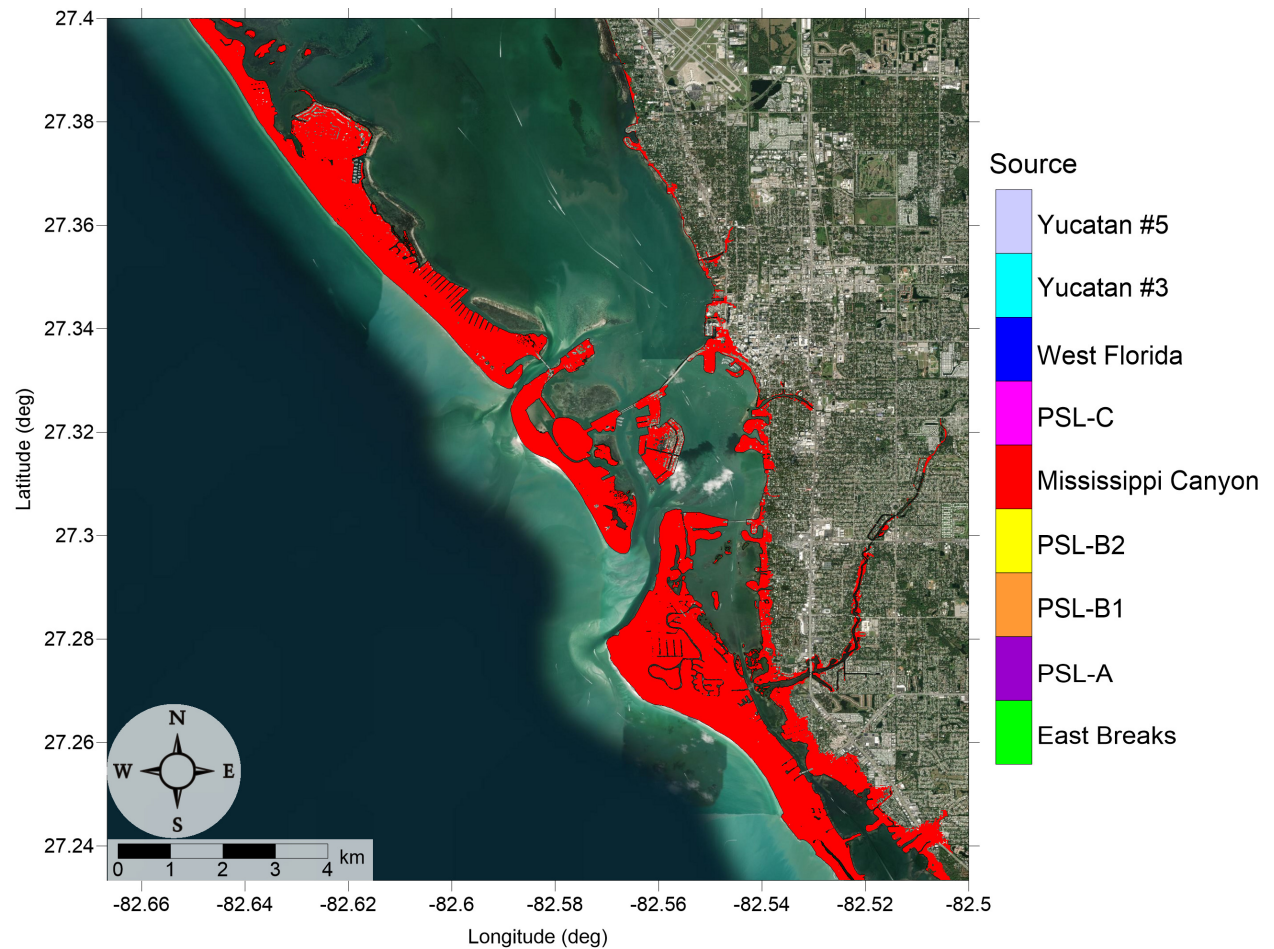 27.4
27.38
27.36
27.34
27.32
27.3
27.28
27.26
27.24
Latitude (deg)
-82.66
-82.64
-82.62
-82.6
-82.58
-82.56
-82.54
-82.52
-82.5
Longitude (deg)
N
W E
S
0 1 2 3 4 km
Source
Yucatan #5
Yucatan #3
West Florida
PSL-C
Mississippi Canyon
PSL-B2
PSL-B1
PSL-A
East Breaks